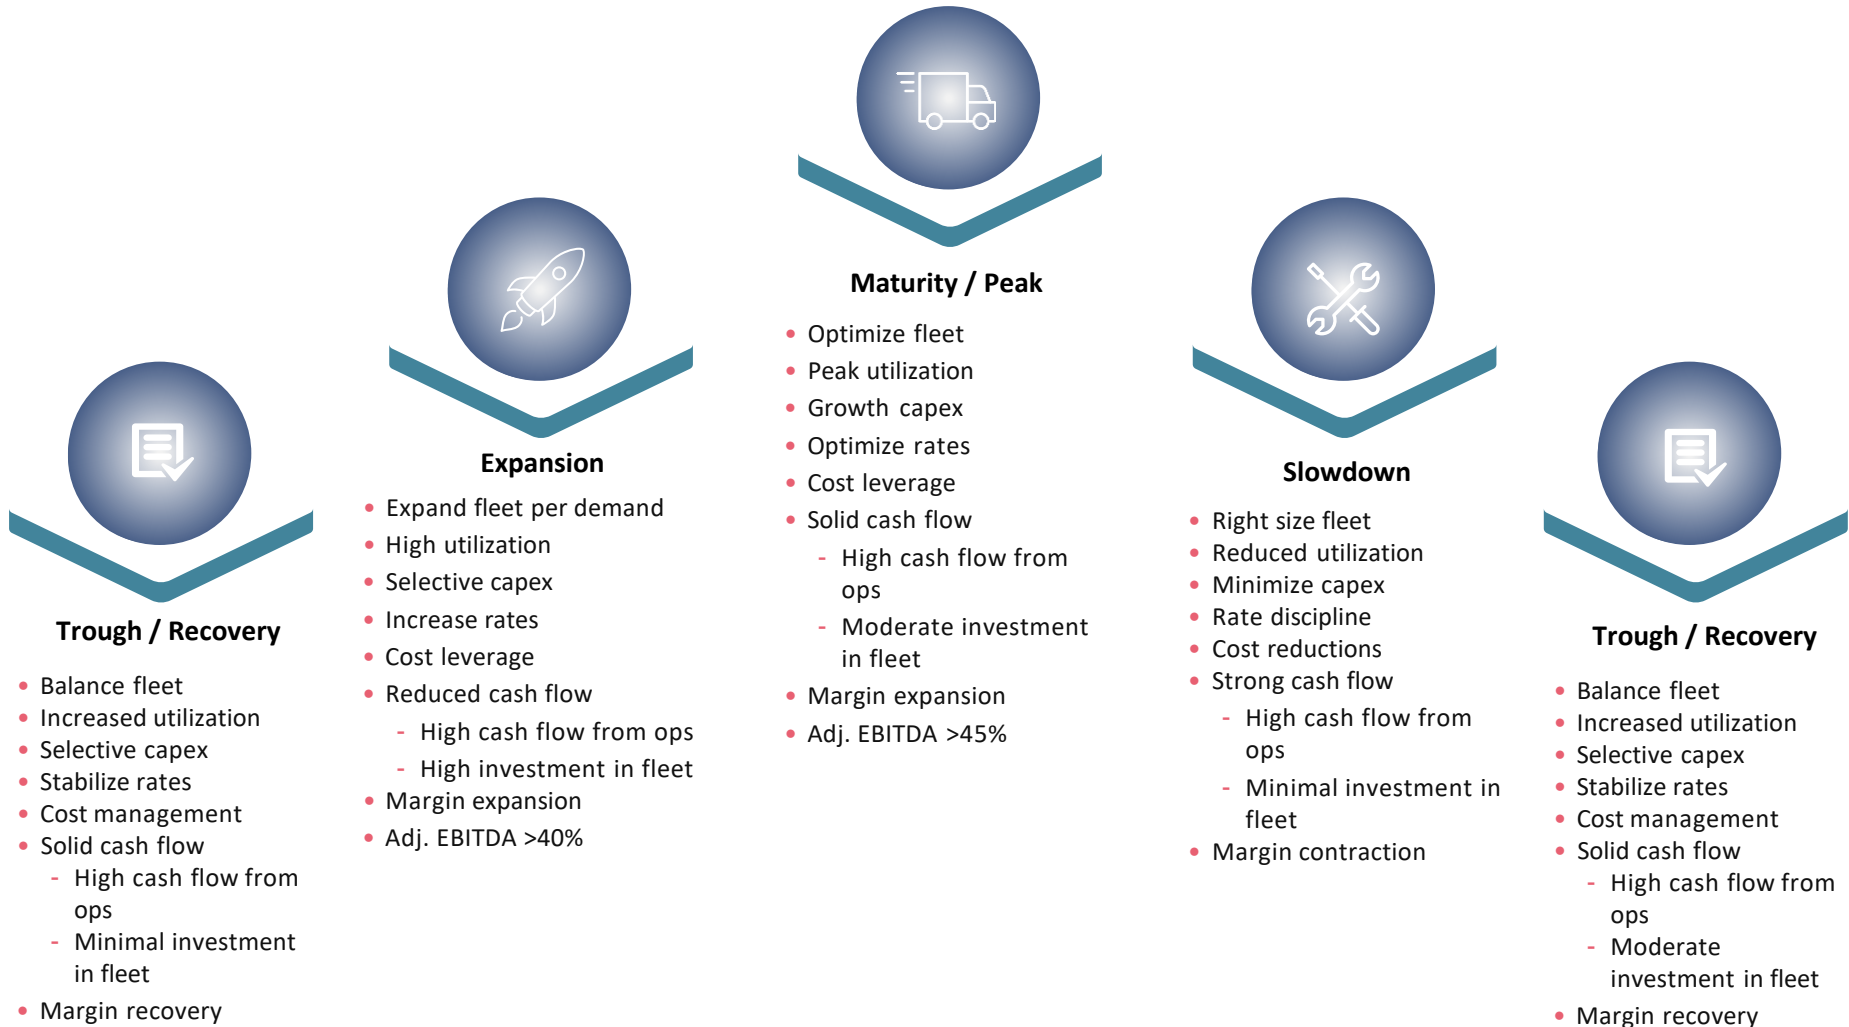 Trough / Recovery
• Balance fleet
• Increased utilization
• Selective capex
• Stabilize rates
• Cost management
• Solid cash flow
- High cash flow from
ops
- Minimal investment
in fleet
• Margin recovery
Expansion
• Expand fleet per demand
• High utilization
• Selective capex
• Increase rates
• Cost leverage
• Reduced cash flow
- High cash flow from ops
- High investment in fleet
• Margin expansion
• Adj. EBITDA >40%
Maturity / Peak
• Optimize fleet
• Peak utilization
• Growth capex
• Optimize rates
• Cost leverage
• Solid cash flow
- High cash flow from
ops
- Moderate investment
in fleet
• Margin expansion
• Adj. EBITDA >45%
Slowdown
• Right size fleet
• Reduced utilization
• Minimize capex
• Rate discipline
• Cost reductions
• Strong cash flow
- High cash flow from
ops
- Minimal investment in
fleet
• Margin contraction
Trough / Recovery
• Balance fleet
• Increased utilization
• Selective capex
• Stabilize rates
• Cost management
• Solid cash flow
- High cash flow from
ops
- Moderate
investment in fleet
• Margin recovery